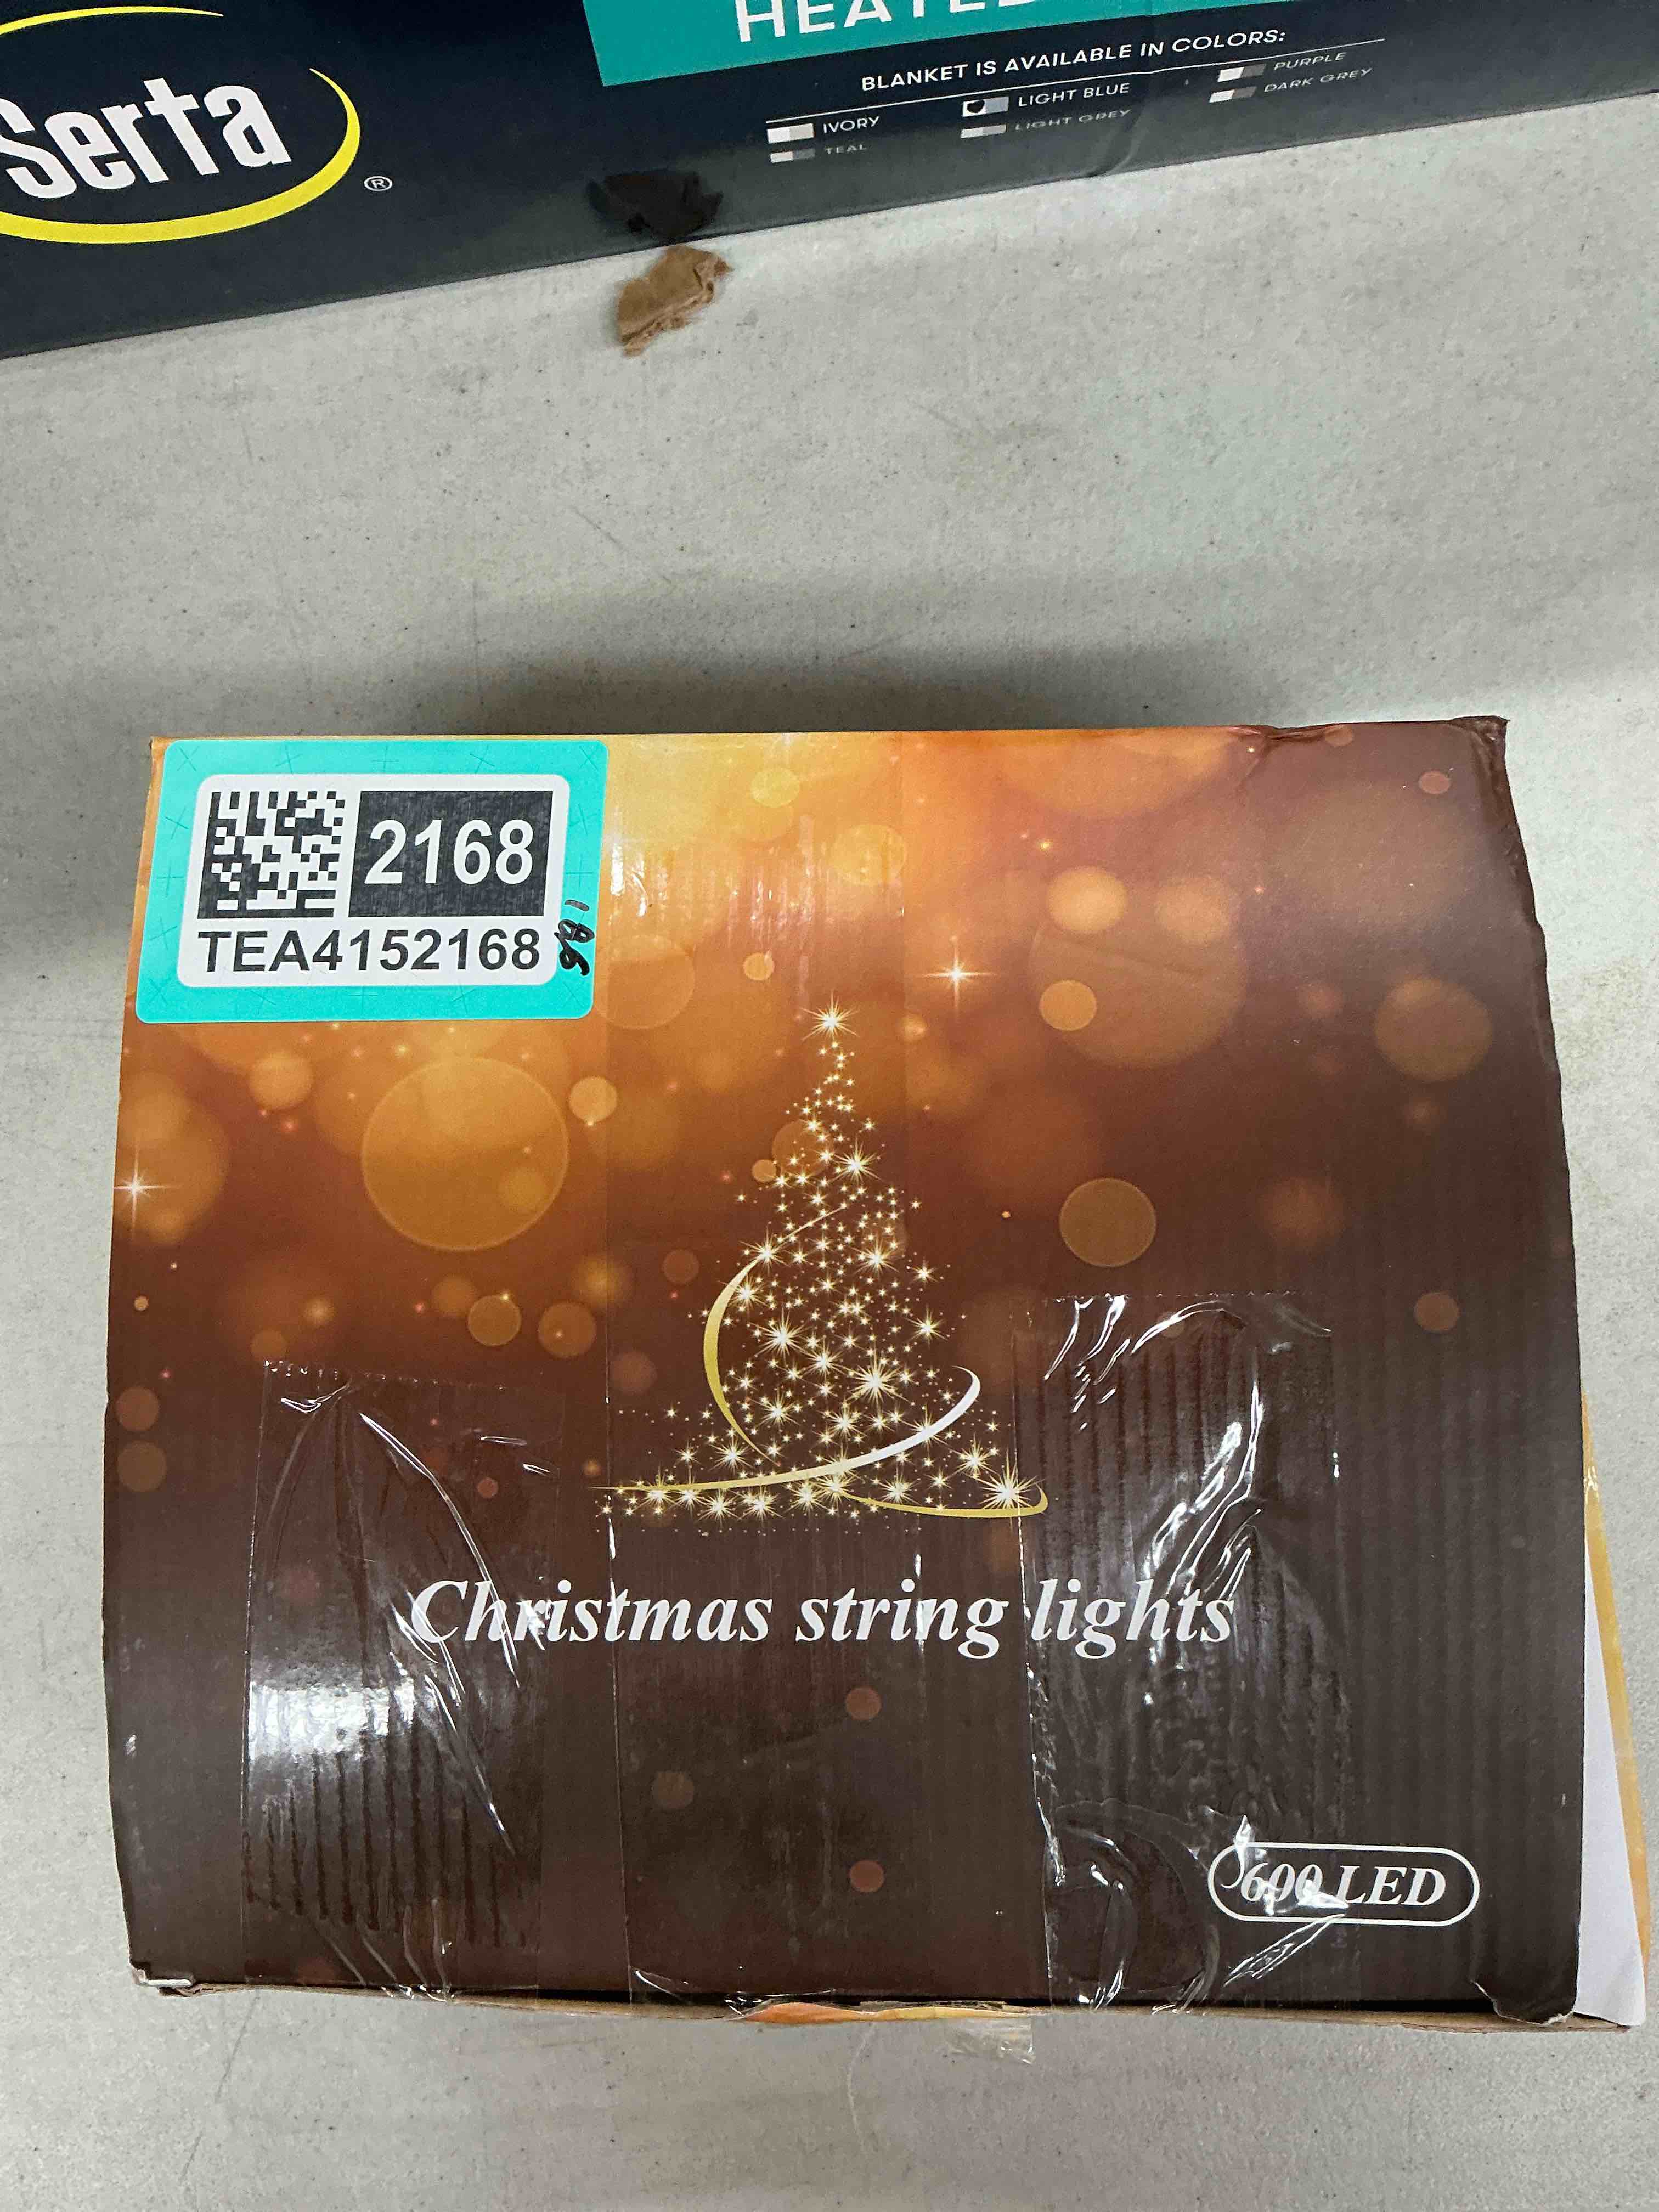 HEATED
Serta®
BLANKET IS AVAILABLE IN COLORS:
IVORY
LIGHT BLUE
PURPLE
TEAL
LIGHT GREY
DARK GREY
2168
TEA4152168
Christmas string lights
600 LED